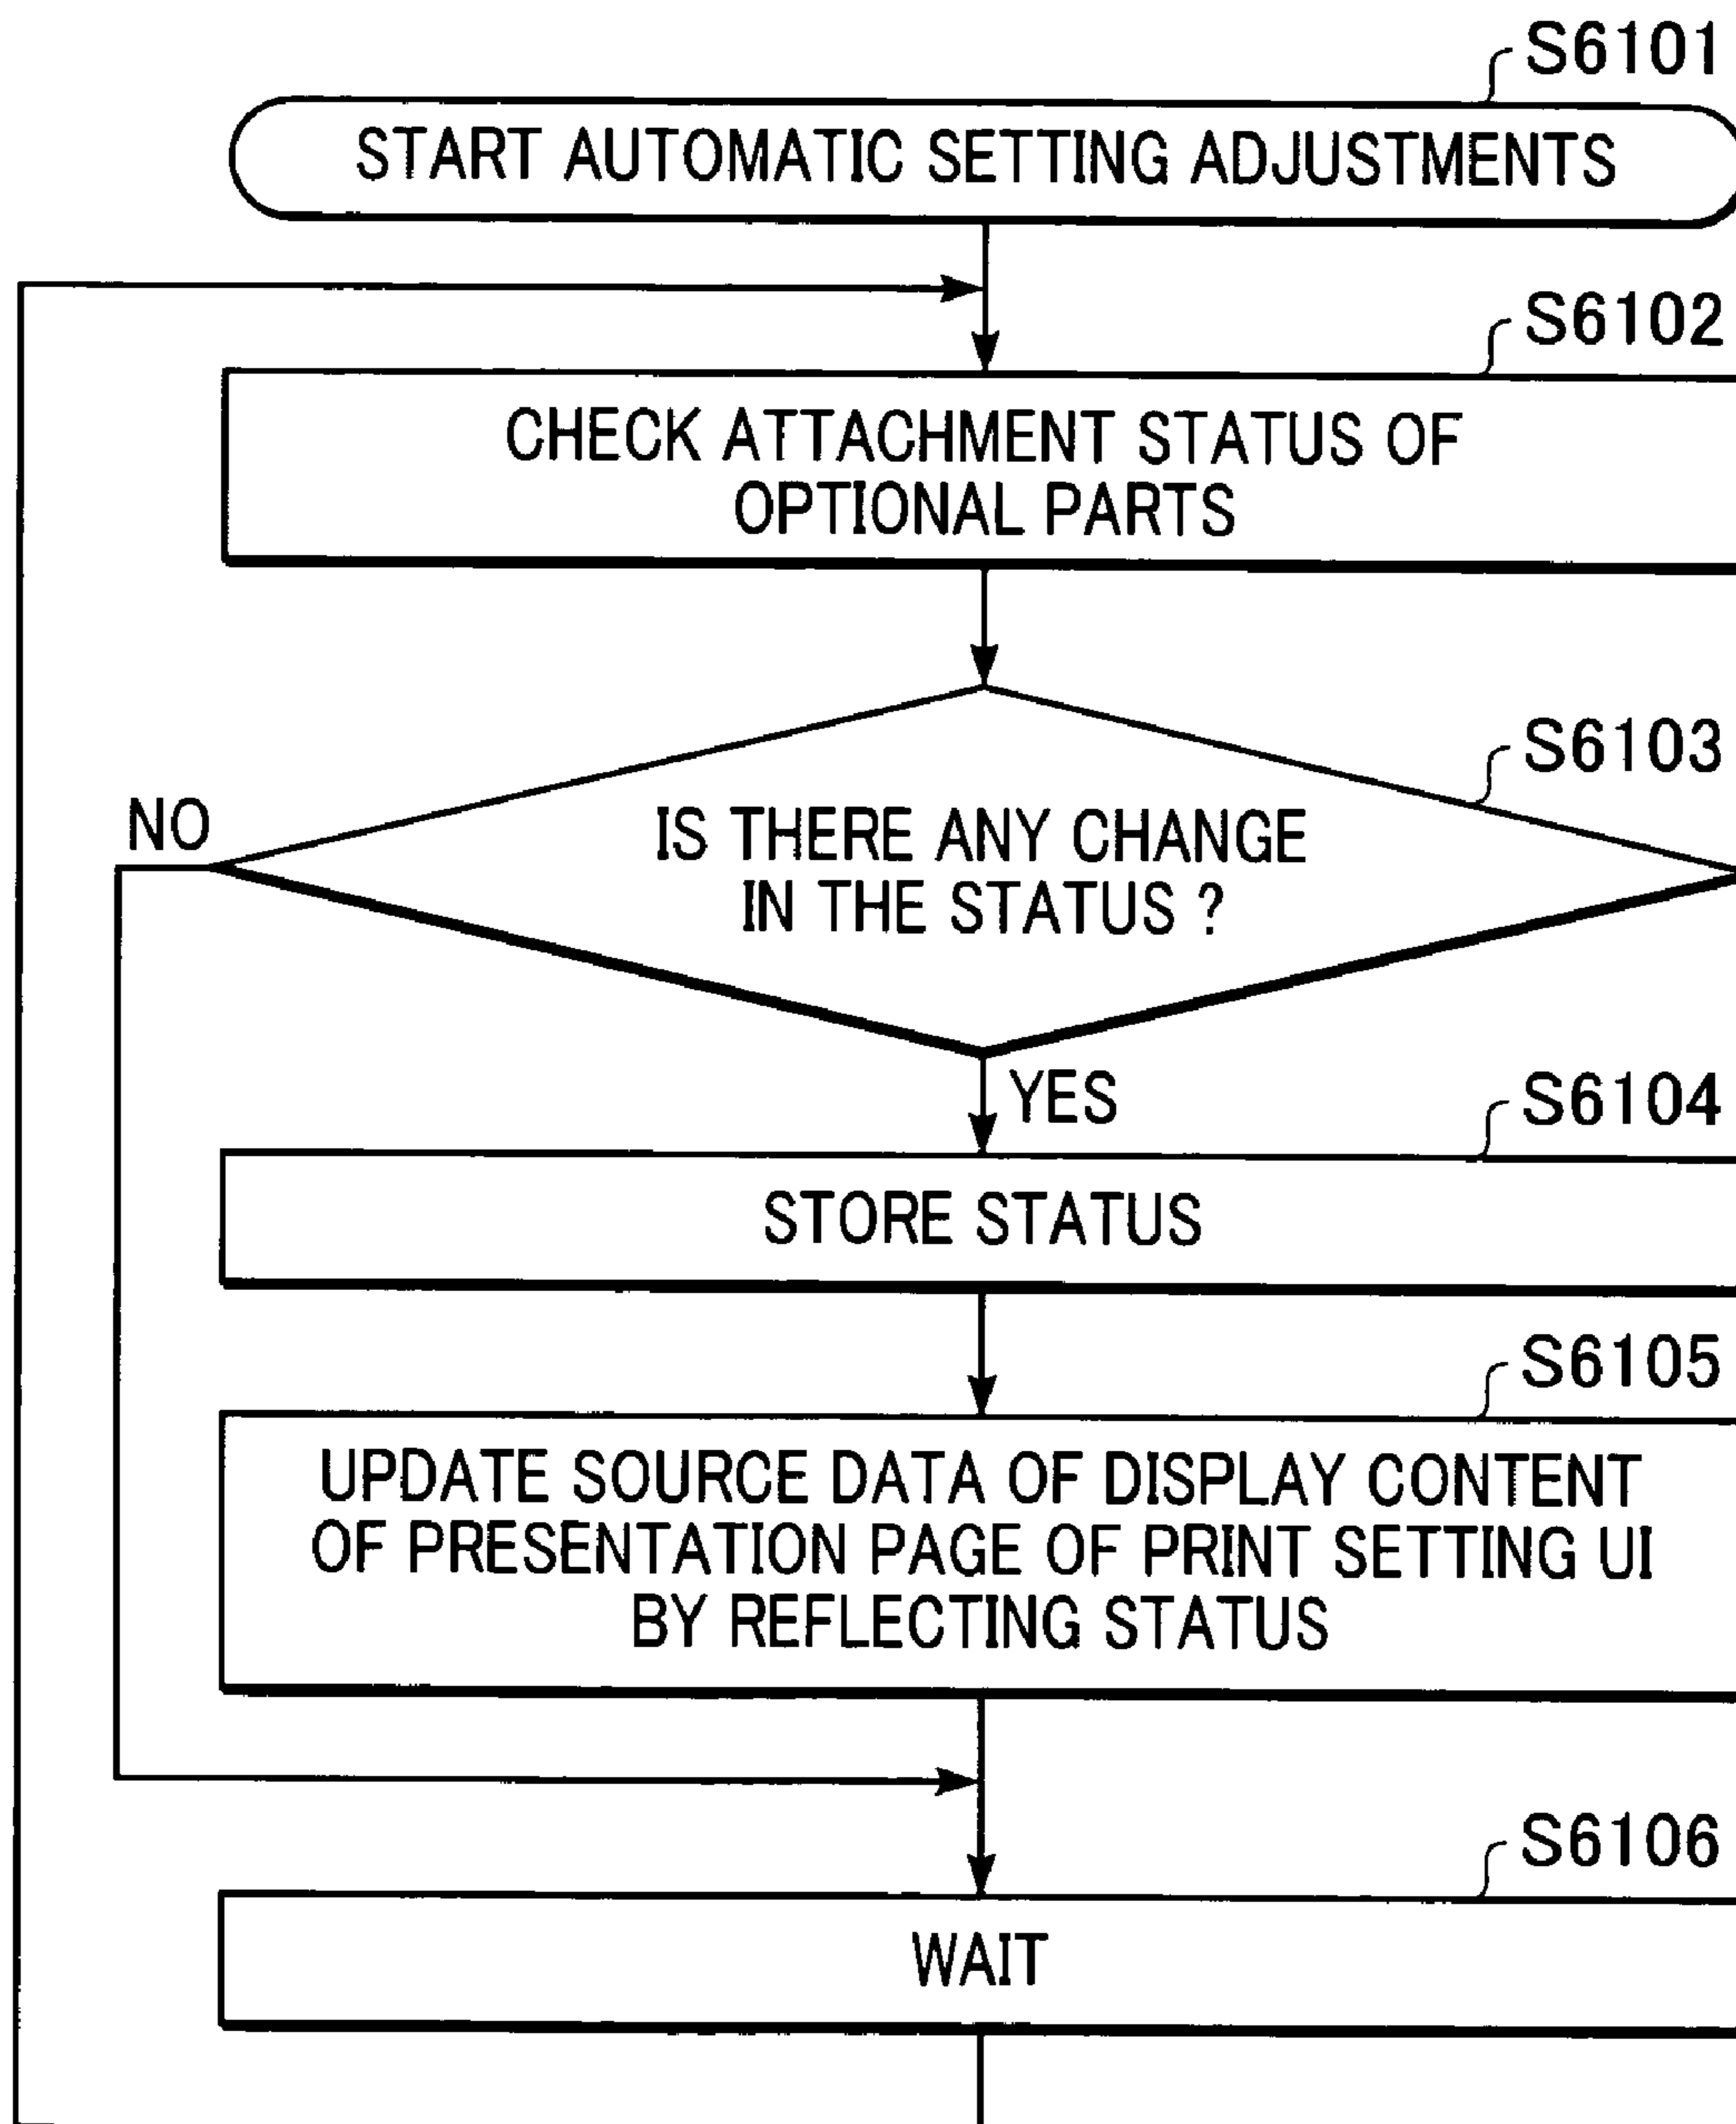 S6101
START AUTOMATIC SETTING ADJUSTMENTS
S6102
CHECK ATTACHMENT STATUS OF
OPTIONAL PARTS
S6103
NO
IS THERE ANY CHANGE
IN THE STATUS ?
YES
S6104
STORE STATUS
S6105
UPDATE SOURCE DATA OF DISPLAY CONTENT
OF PRESENTATION PAGE OF PRINT SETTING UI
BY REFLECTING STATUS
S6106
WAIT